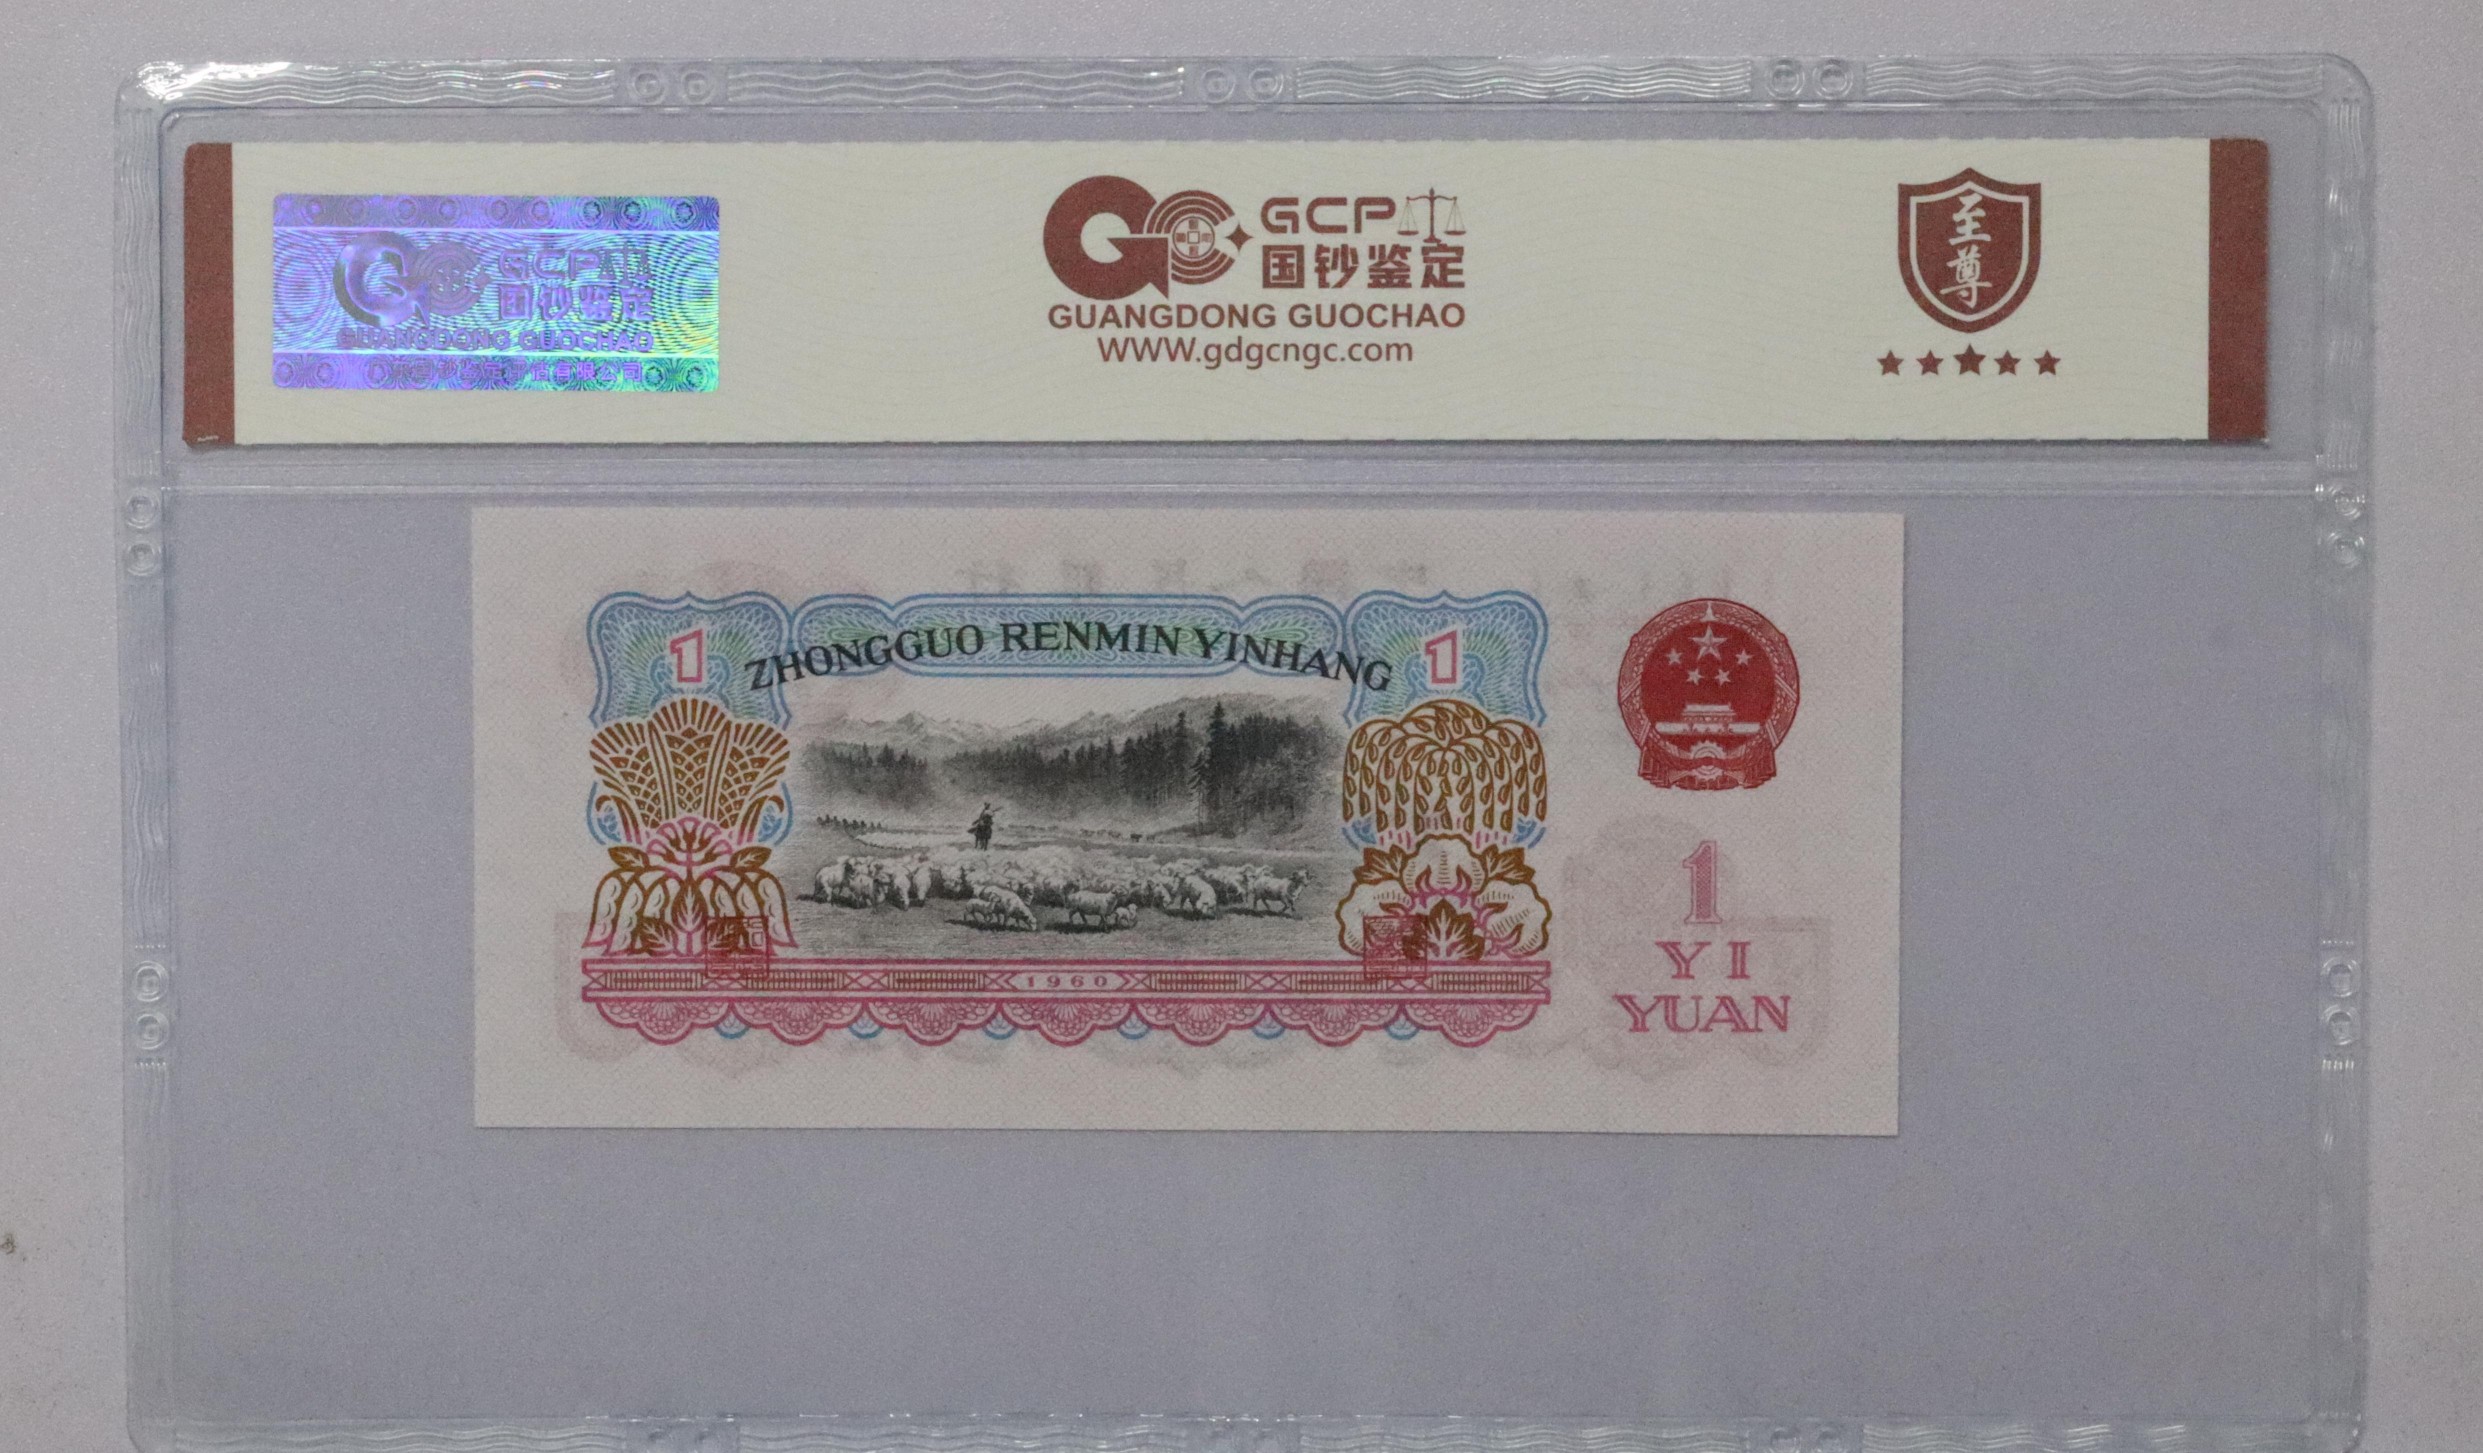 GCP
国钞鉴定
GUANGDONG GUOCHAO
GCP
国钞鉴定
GUANGDONG GUOCHAO
WWW.gdgcngc.com
至尊
1
ZHONGGUO RENMIN YINHANG
1
1960
1
YI
YUAN